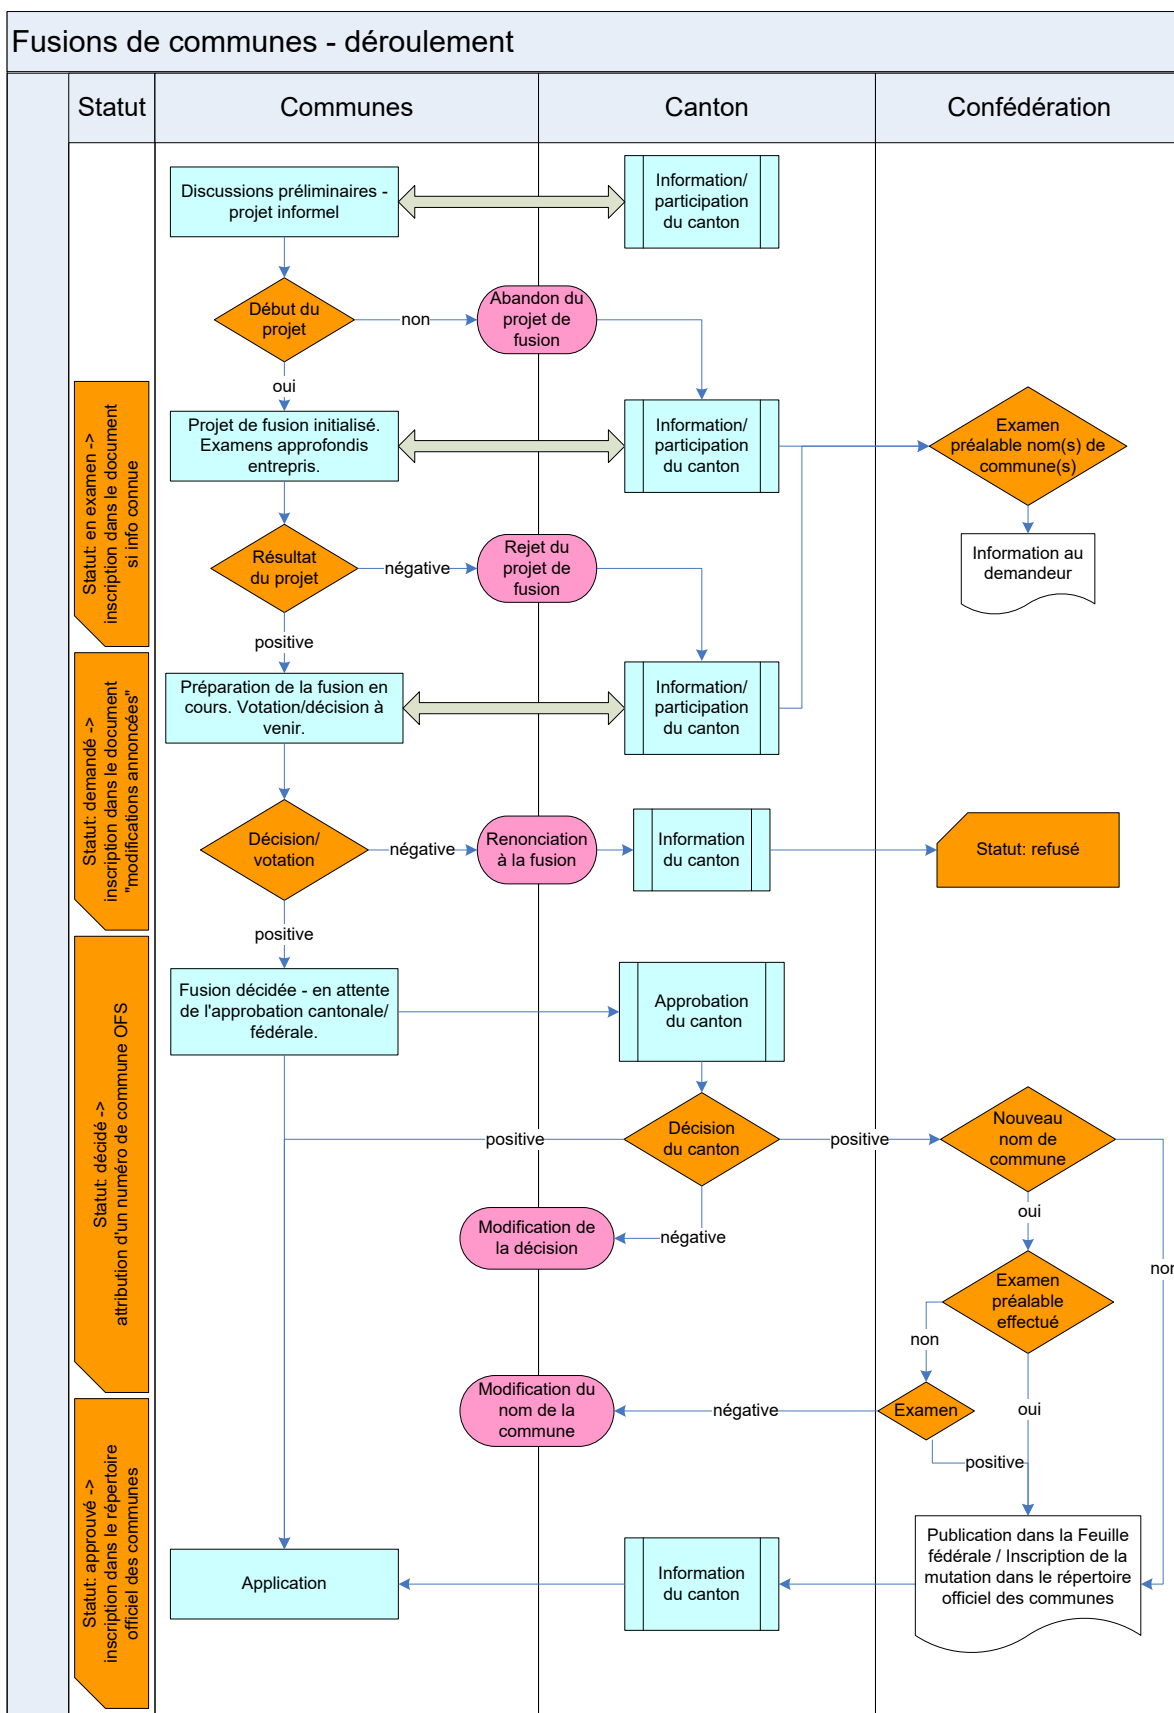 Fusions de communes - déroulement
Statut
Communes
Canton
Confédération
Discussions préliminaires -
projet informel
Information/
participation
du canton
Début du
projet
non
Abandon du
projet de
fusion
oui
Statut: en examen ->
inscription dans le document
si info connue
Projet de fusion initialisé.
Examens approfondis
entrepris.
Information/
participation
du canton
Examen
préalable nom(s) de
commune(s)
Résultat
du projet
négative
Rejet du
projet de
fusion
Information au
demandeur
positive
Statut: demandé ->
inscription dans le document
"modifications annoncées"
Préparation de la fusion en
cours. Votation/décision à
venir.
Information/
participation
du canton
Décision/
votation
négative
Renonciation
à la fusion
Information
du canton
Statut: refusé
positive
Statut: décidé ->
attribution d'un numéro de commune OFS
Fusion décidée - en attente
de l'approbation cantonale/
fédérale.
Approbation
du canton
positive
Décision
du canton
positive
Nouveau
nom de
commune
négative
Modification de
la décision
oui
non
Examen
préalable
effectué
non
oui
Modification du
nom de la
commune
négative
Examen
positive
Statut: approuvé ->
inscription dans le répertoire
officiel des communes
Application
Information
du canton
Publication dans la Feuille
fédérale / Inscription de la
mutation dans le répertoire
officiel des communes